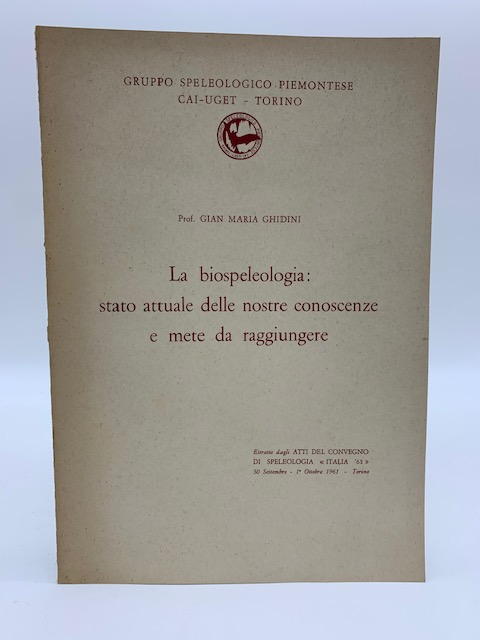 GRUPPO SPELEOLOGICO PIEMONTESE
CAI-UGET - TORINO
Prof. GIAN MARIA GHIDINI
La biospeleologia:
stato attuale delle nostre conoscenze
e mete da raggiungere
Estratto dagli ATTI DEL CONVEGNO
DI SPELEOLOGIA «ITALIA '61»
30 Settembre - 1º Ottobre 1961 - Torino